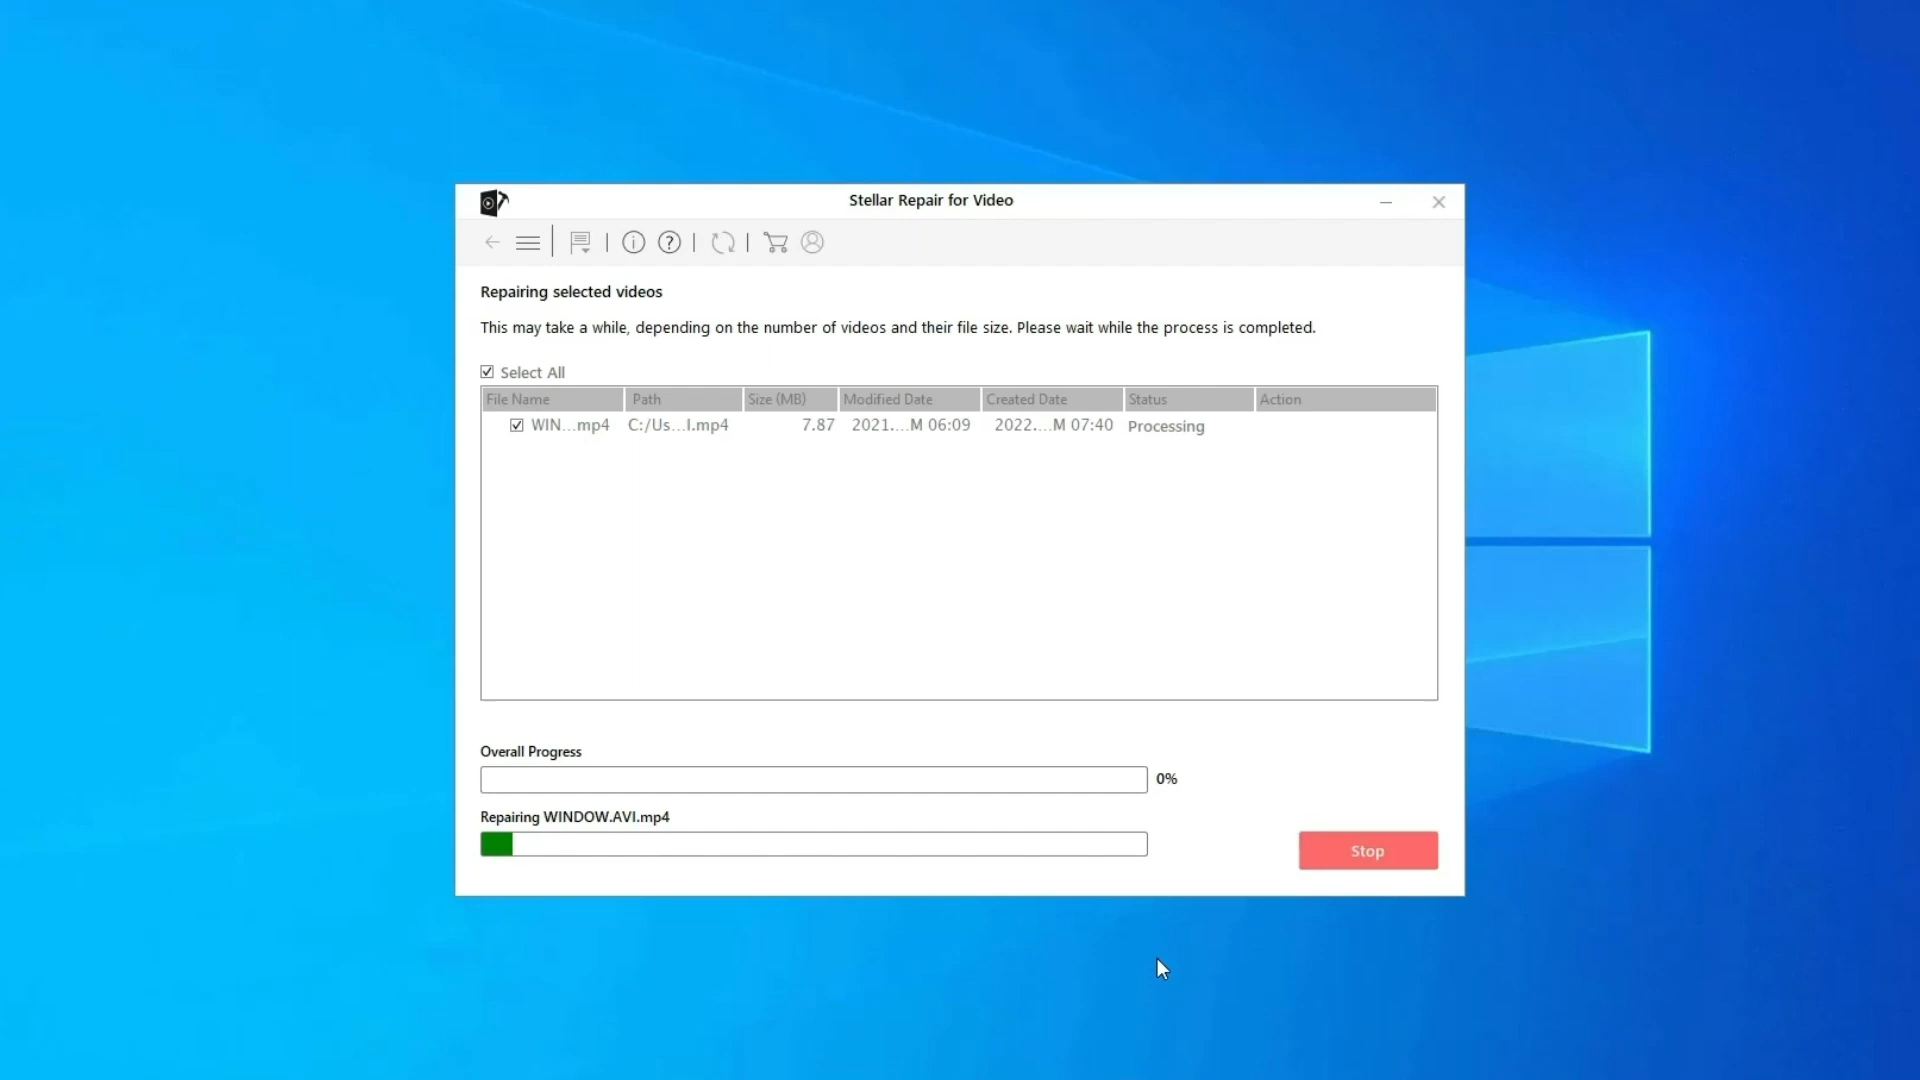 Stellar Repair for Video
Repairing selected videos
This may take a while, depending on the number of videos and their file size. Please wait while the process is completed.
Select All
File Name Path Size (MB) Modified Date Created Date Status Action
WIN...mp4 C:/Us...I.mp4 7.87 2021....M 06:09 2022....M 07:40 Processing
Overall Progress
0%
Repairing WINDOW.AVI.mp4
Stop